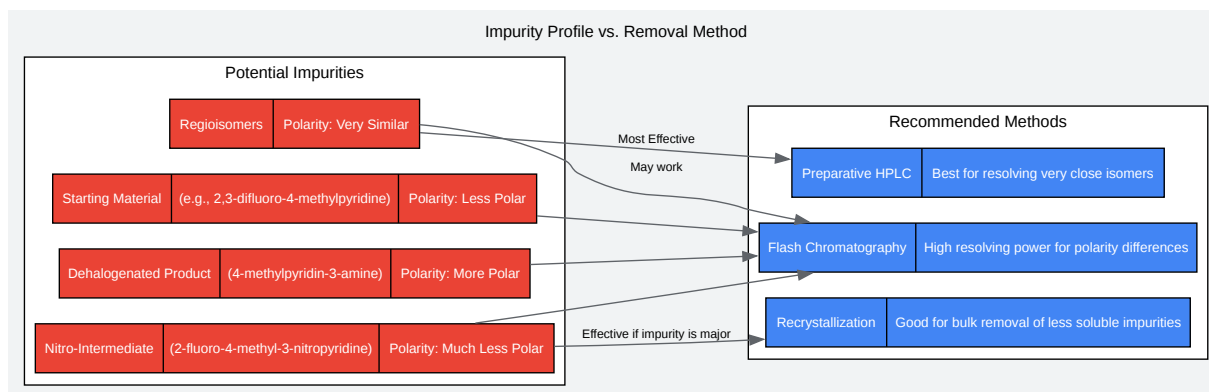 Impurity Profile vs. Removal Method
Potential Impurities
Regioisomers Polarity: Very Similar
Starting Material (e.g., 2,3-difluoro-4-methylpyridine) Polarity: Less Polar
Dehalogenated Product (4-methylpyridin-3-amine) Polarity: More Polar
Nitro-Intermediate (2-fluoro-4-methyl-3-nitropyridine) Polarity: Much Less Polar
Most Effective
May work
Effective if impurity is major
Recommended Methods
Preparative HPLC Best for resolving very close isomers
Flash Chromatography High resolving power for polarity differences
Recrystallization Good for bulk removal of less soluble impurities